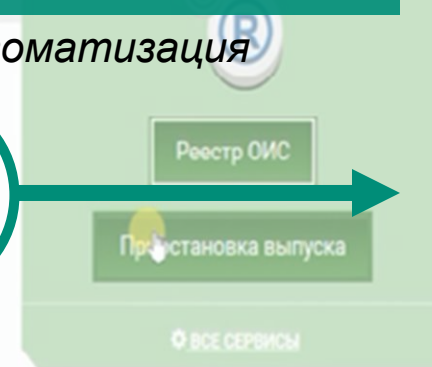 оматизация
®
Реестр ОИС
Приостановка выпуска
ВСЕ СЕРВИСЫ